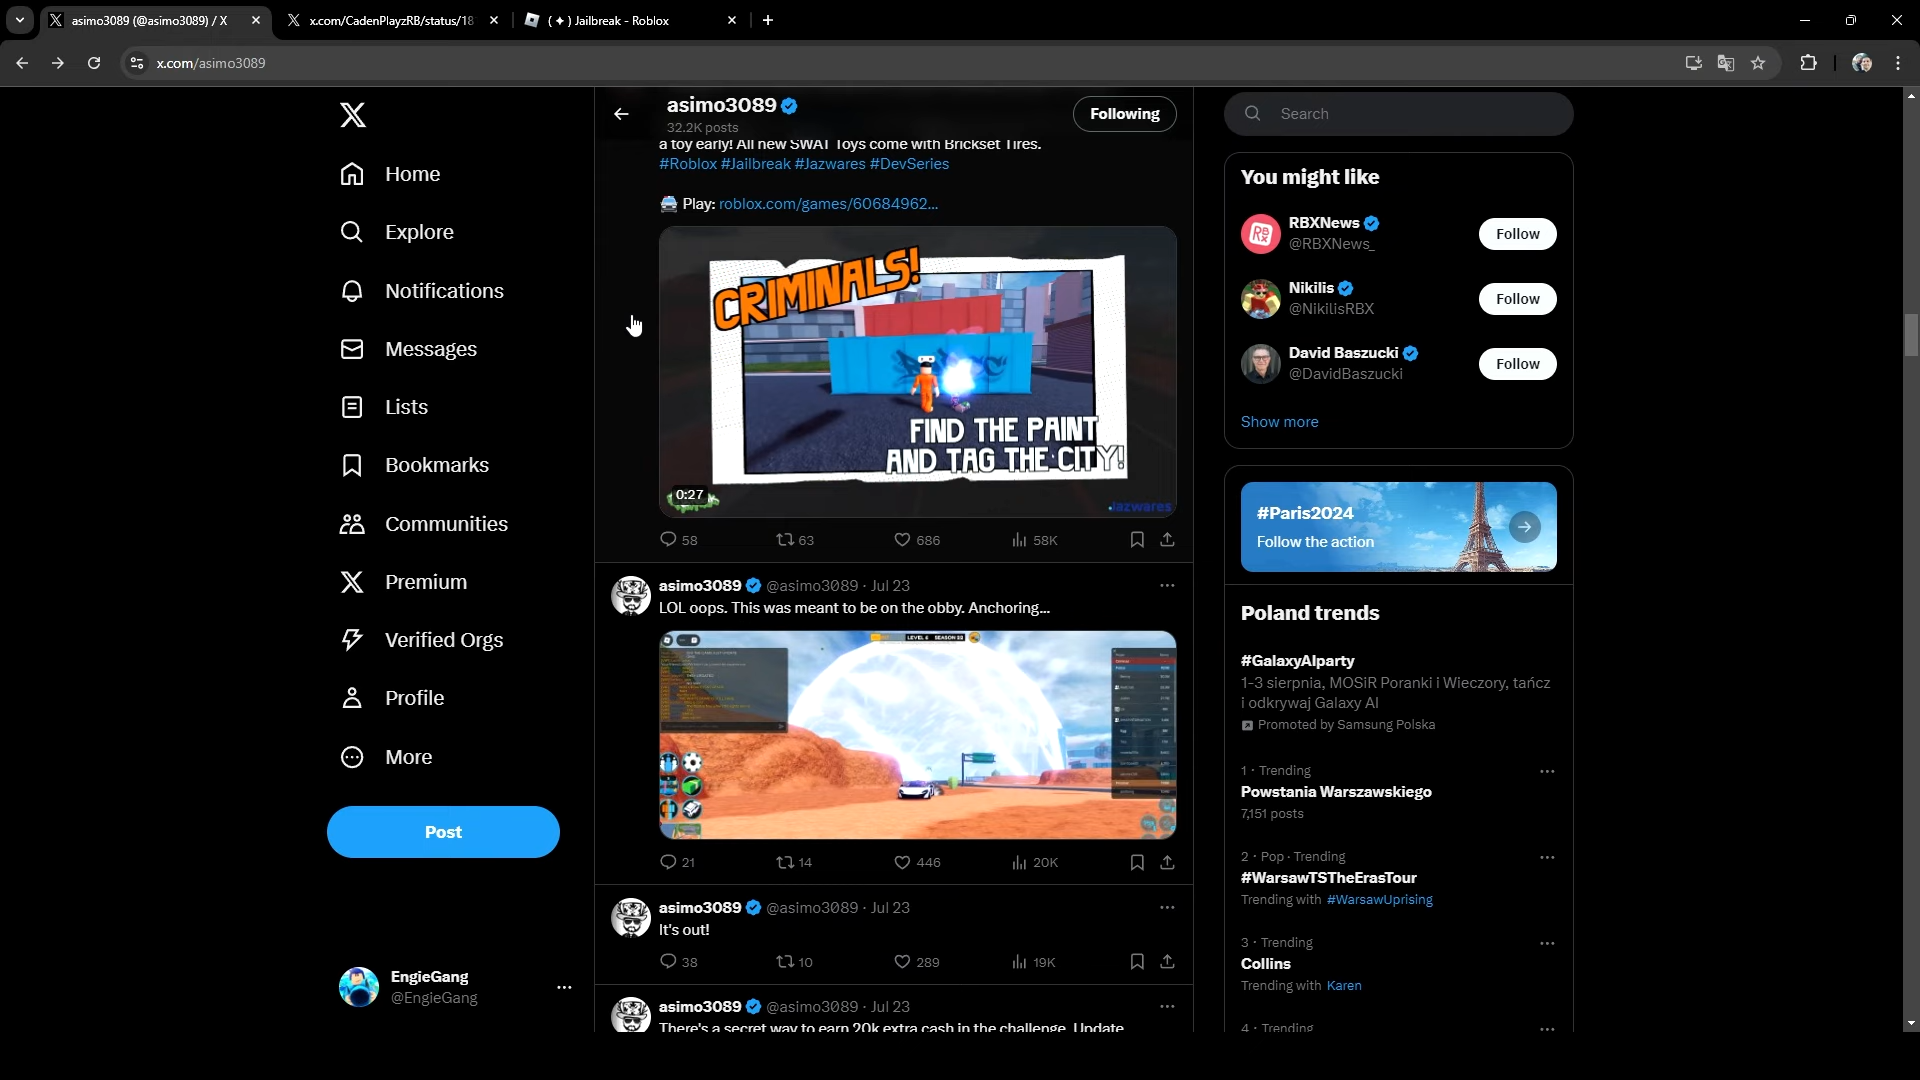 asimo3089 (@asimo3089) / X
x.com/CadenPlayzRB/status/18
(✦) Jailbreak - Roblox
x.com/asimo3089
asimo3089
32.2K posts
Following
Search
Home
Explore
Notifications
Messages
Lists
Bookmarks
Communities
Premium
Verified Orgs
Profile
More
Post
EngieGang
@EngieGang
a toy early! All new SWAT Toys come with Brickset Tires.
#Roblox #Jailbreak #Jazwares #DevSeries
🚔 Play: roblox.com/games/60684962...
CRIMINALS!
FIND THE PAINT
AND TAG THE CITY!
0:27
Jazwares
58 63 686 58K
asimo3089 @asimo3089 · Jul 23
LOL oops. This was meant to be on the obby. Anchoring...
LEVEL 6 SEASON 22
21 14 446 20K
asimo3089 @asimo3089 · Jul 23
It's out!
38 10 289 19K
asimo3089 @asimo3089 · Jul 23
There's a secret way to earn 20k extra cash in the challenge. Update
You might like
RBXNews
@RBXNews_
Follow
Nikilis
@NikilisRBX
Follow
David Baszucki
@DavidBaszucki
Follow
Show more
#Paris2024
Follow the action
Poland trends
#GalaxyAIparty
1-3 sierpnia, MOSiR Poranki i Wieczory, tańcz
i odkrywaj Galaxy AI
Promoted by Samsung Polska
1 · Trending
Powstania Warszawskiego
7,151 posts
2 · Pop · Trending
#WarsawTSTheErasTour
Trending with #WarsawUprising
3 · Trending
Collins
Trending with Karen
4 · Trending